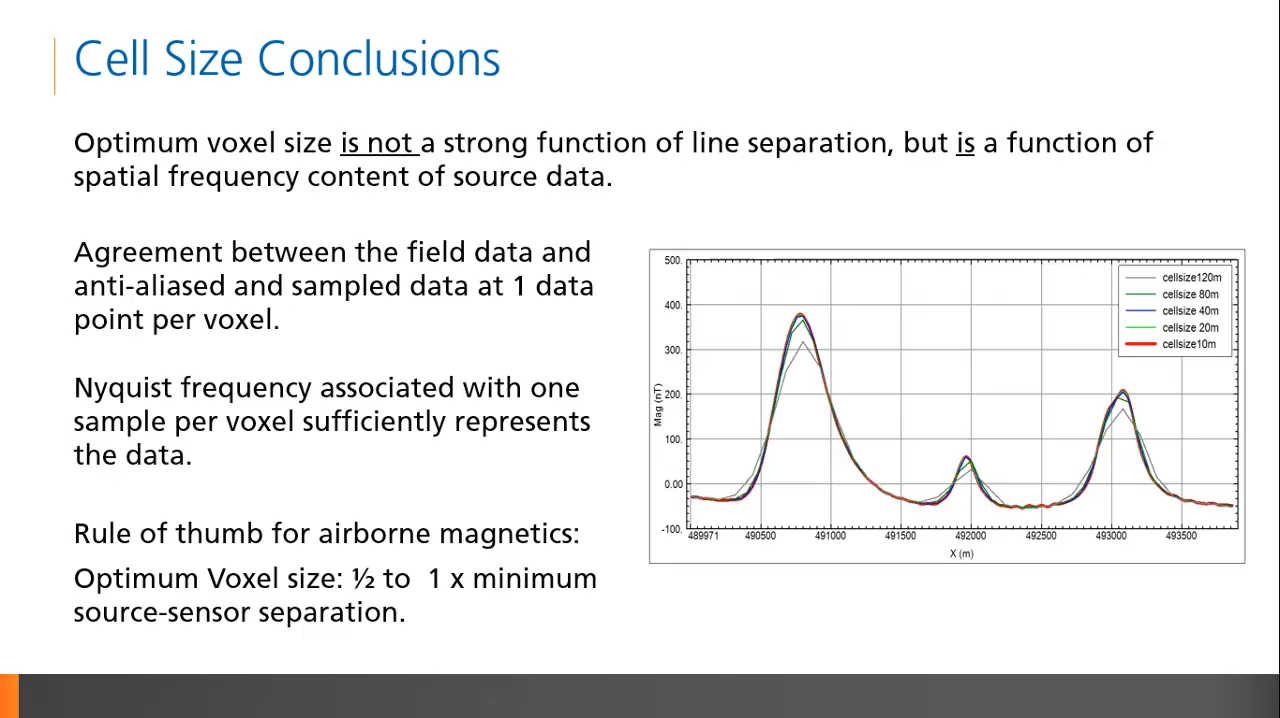 Cell Size Conclusions
Optimum voxel size is not a strong function of line separation, but is a function of
spatial frequency content of source data.
Agreement between the field data and
anti-aliased and sampled data at 1 data
point per voxel.
Nyquist frequency associated with one
sample per voxel sufficiently represents
the data.
Rule of thumb for airborne magnetics:
Optimum Voxel size: ½ to 1 x minimum
source-sensor separation.
500.
400.
300.
200.
100.
0.00
-100.
Mag (nT)
cellsize120m
cellsize 80m
cellsize 40m
cellsize 20m
cellsize10m
489971 490500 491000 491500 492000 492500 493000 493500
X (m)